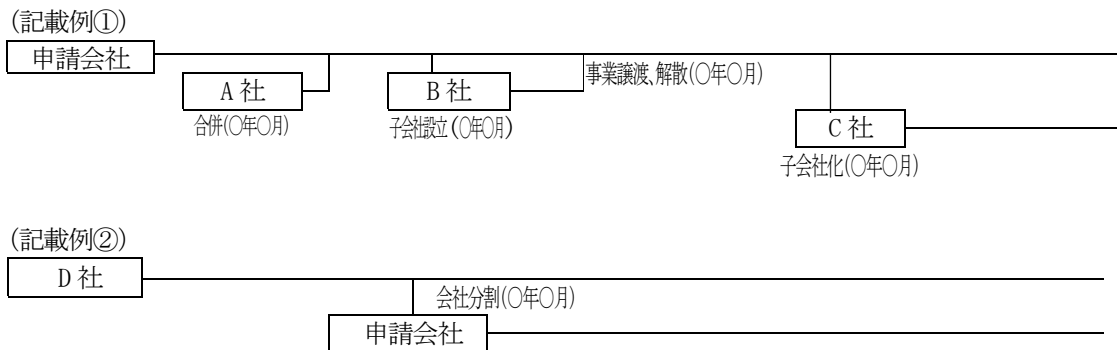 (記載例①)
申請会社
A社
合併(○年○月)
B社
子会社設立(○年○月)
事業譲渡、解散(○年○月)
C社
子会社化(○年○月)
(記載例②)
D社
会社分割(○年○月)
申請会社